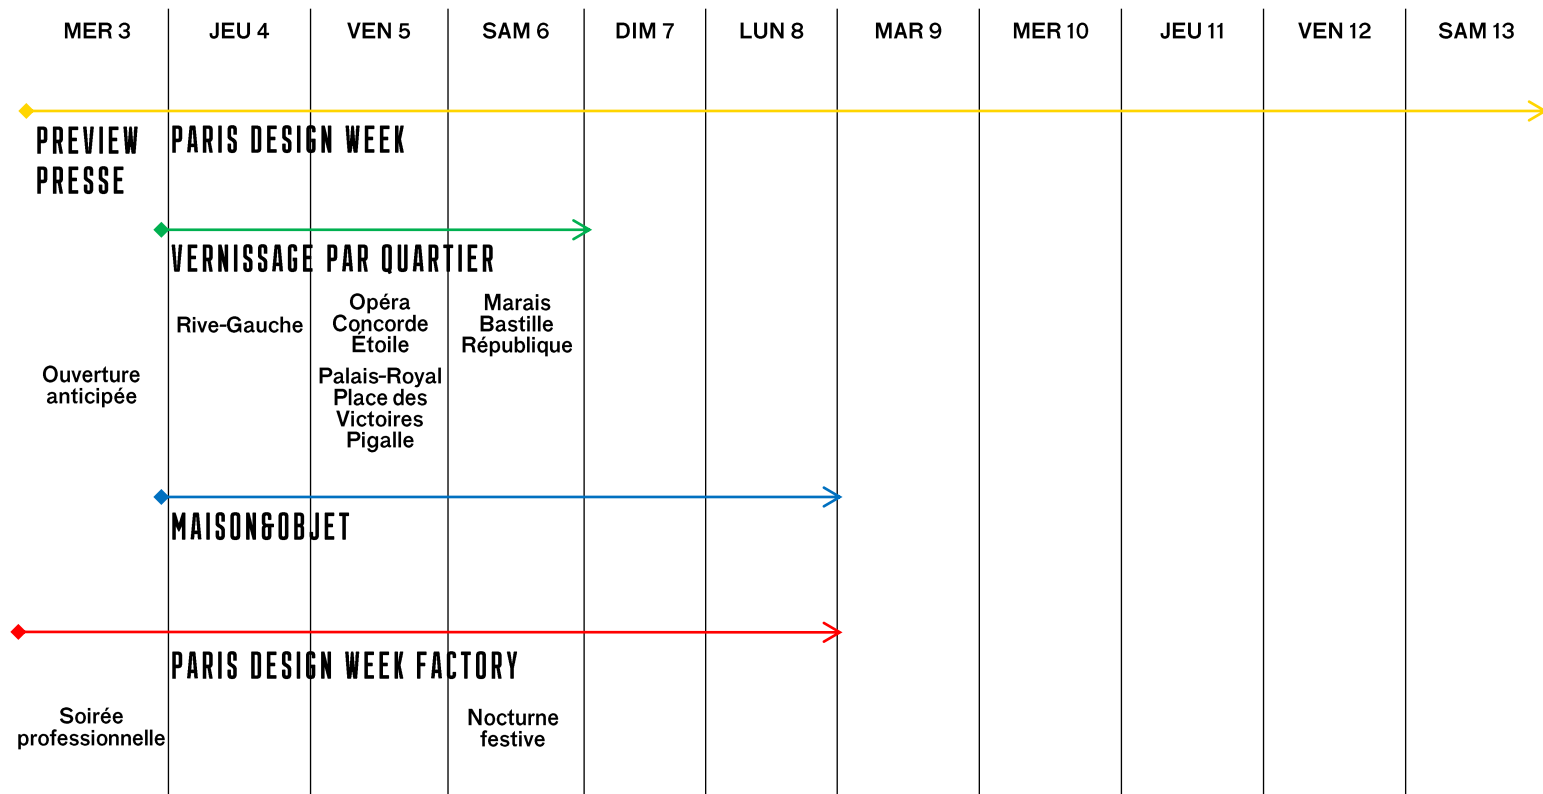 MER 3
JEU 4
VEN 5
SAM 6
DIM 7
LUN 8
MAR 9
MER 10
JEU 11
VEN 12
SAM 13
PREVIEW
PRESSE
PARIS DESIGN WEEK
VERNISSAGE PAR QUARTIER
Ouverture
anticipée
Rive-Gauche
Opéra
Concorde
Étoile
Palais-Royal
Place des
Victoires
Pigalle
Marais
Bastille
République
MAISON&OBJET
PARIS DESIGN WEEK FACTORY
Soirée
professionnelle
Nocturne
festive